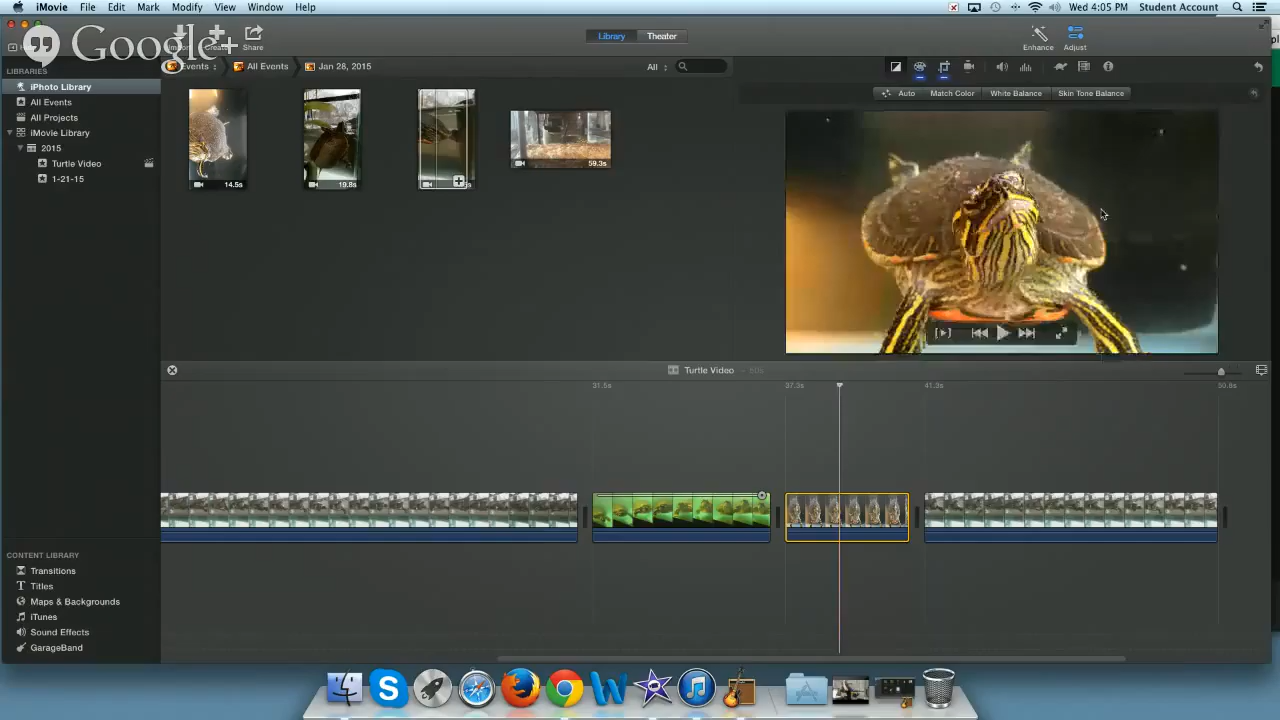 iMovie File Edit Mark Modify View Window Help Wed 4:05 PM Student Account
Google+
Share Library Theater Enhance Adjust
LIBRARIES
Events All Events Jan 28, 2015 All
iPhoto Library
All Events
All Projects
iMovie Library
2015
Turtle Video
1-21-15
Auto Match Color White Balance Skin Tone Balance
14.5s 19.8s 59.3s
Turtle Video
31.5s 37.3s 41.3s 50.8s
CONTENT LIBRARY
Transitions
Titles
Maps & Backgrounds
iTunes
Sound Effects
GarageBand